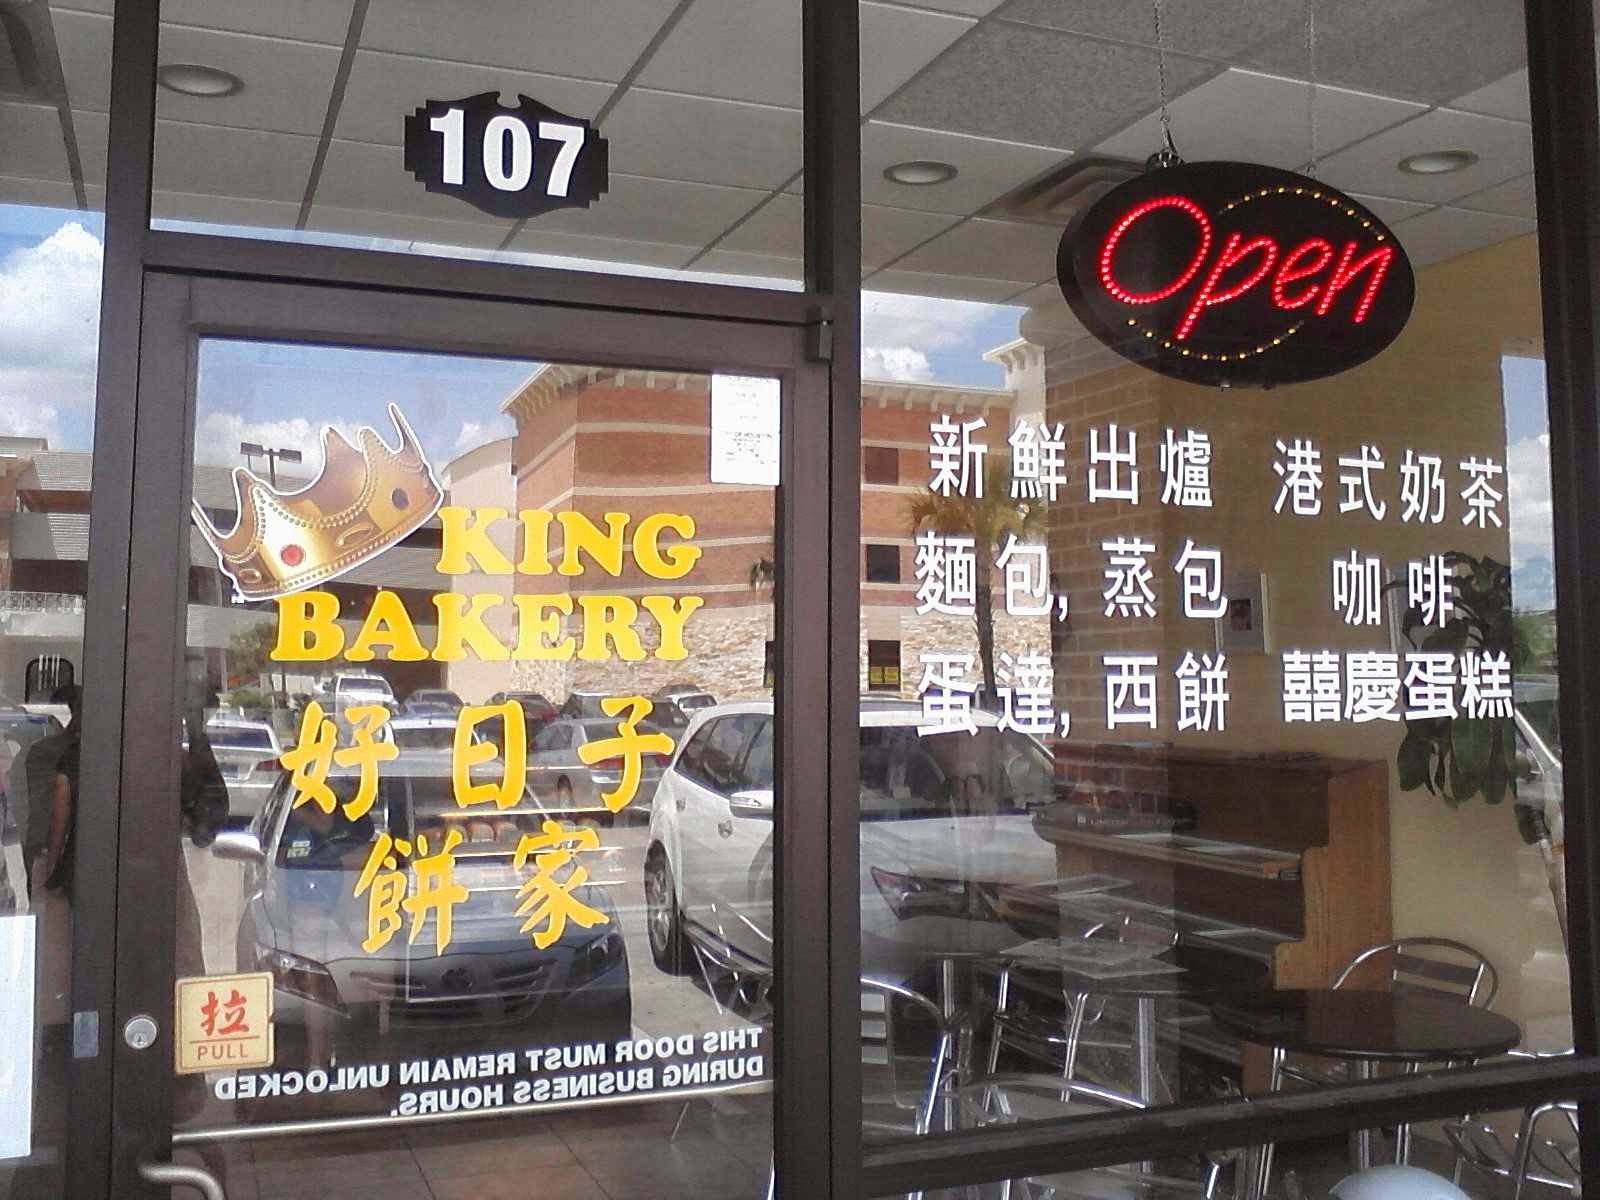 107
Open
KING
BAKERY
好日子
餅家
拉
PULL
THIS DOOR MUST REMAIN UNLOCKED
DURING BUSINESS HOURS.
新鮮出爐
麵包, 蒸包
蛋達, 西餅
港式奶茶
咖啡
囍慶蛋糕